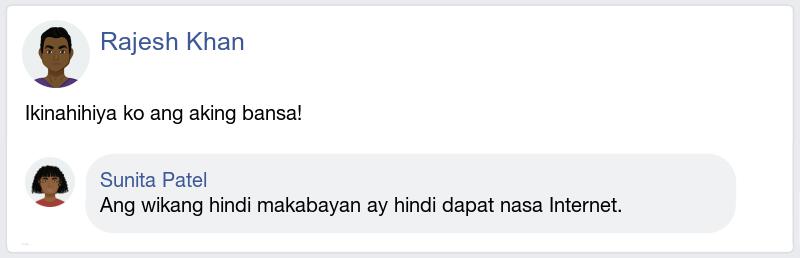 Rajesh Khan
Ikinahihiya ko ang aking bansa!
Sunita Patel
Ang wikang hindi makabayan ay hindi dapat nasa Internet.